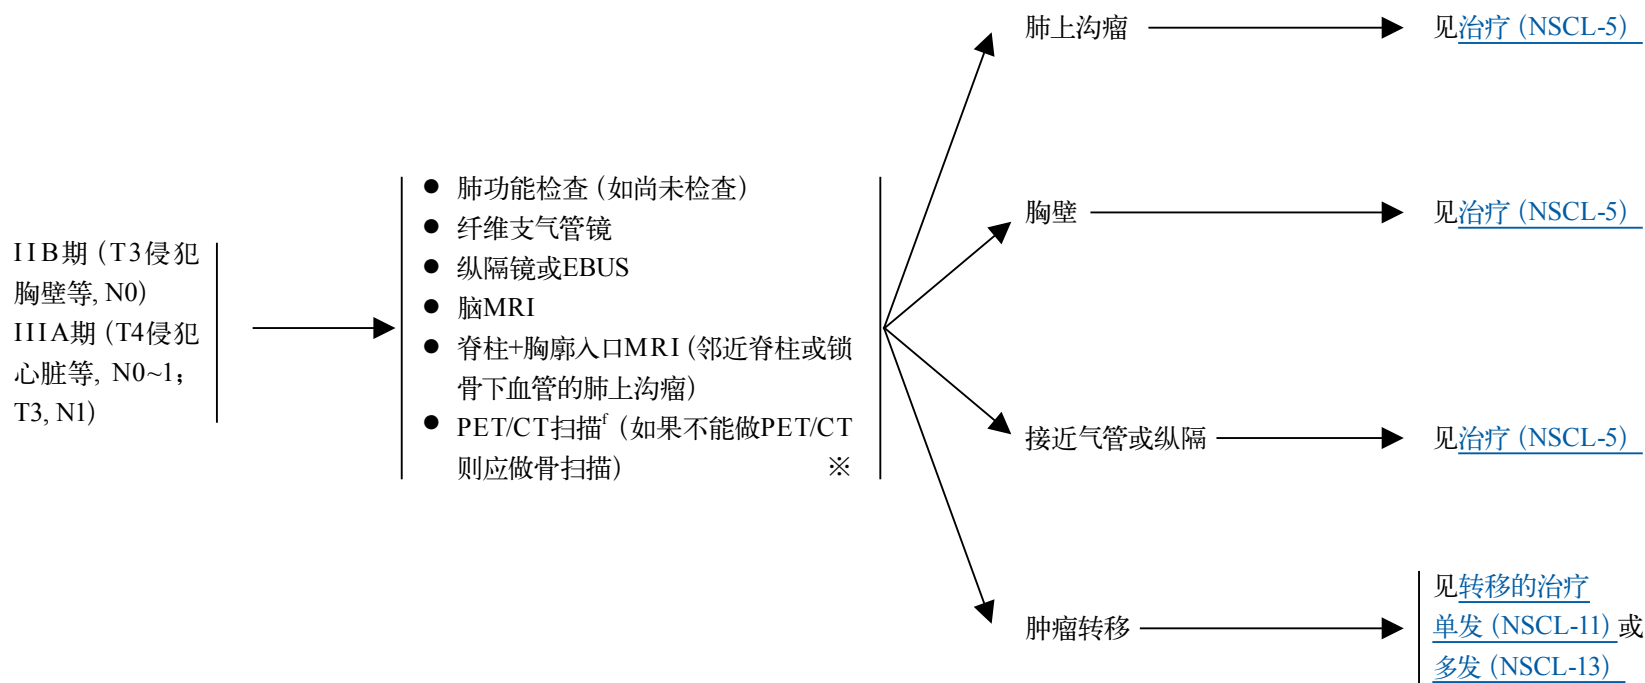 IIB期 (T3侵犯
胸壁等, N0)
IIIA期 (T4侵犯
心脏等, N0~1；
T3, N1)
● 肺功能检查 (如尚未检查)
● 纤维支气管镜
● 纵隔镜或EBUS
● 脑MRI
● 脊柱+胸廓入口MRI (邻近脊柱或锁
骨下血管的肺上沟瘤)
● PET/CT扫描f (如果不能做PET/CT
则应做骨扫描) ※
肺上沟瘤
见治疗 (NSCL-5)
胸壁
见治疗 (NSCL-5)
接近气管或纵隔
见治疗 (NSCL-5)
肿瘤转移
见转移的治疗
单发 (NSCL-11) 或
多发 (NSCL-13)